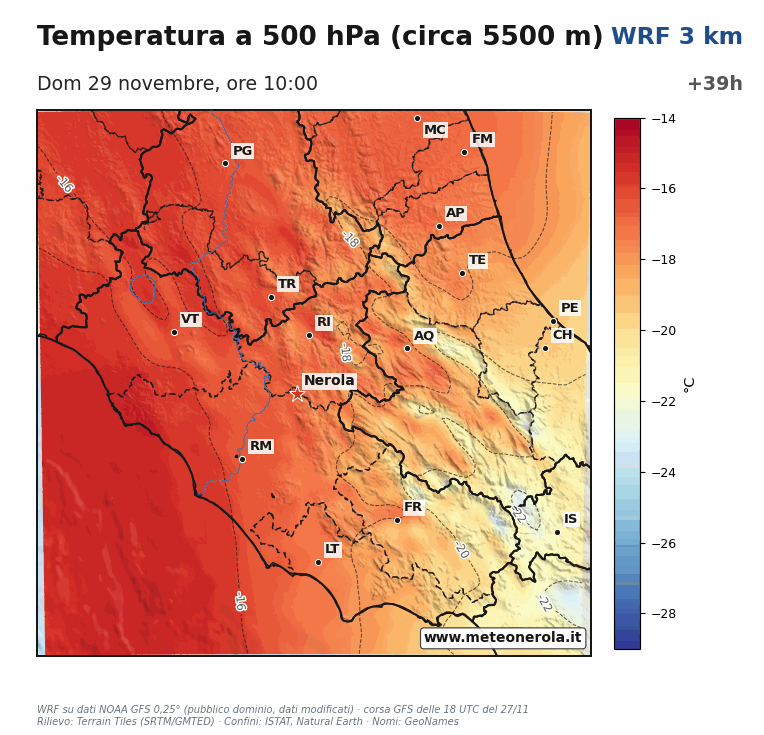 Temperatura a 500 hPa (circa 5500 m) WRF 3 km
Dom 29 novembre, ore 10:00 +39h
MC
FM
PG
-16
AP
-18
TE
TR
PE
VT
RI
AQ
CH
-18
Nerola
RM
FR
-22
IS
LT
-20
-16
-22
www.meteonerola.it
−14
−16
−18
−20
−22
−24
−26
−28
°C
WRF su dati NOAA GFS 0,25° (pubblico dominio, dati modificati) · corsa GFS delle 18 UTC del 27/11
Rilievo: Terrain Tiles (SRTM/GMTED) · Confini: ISTAT, Natural Earth · Nomi: GeoNames